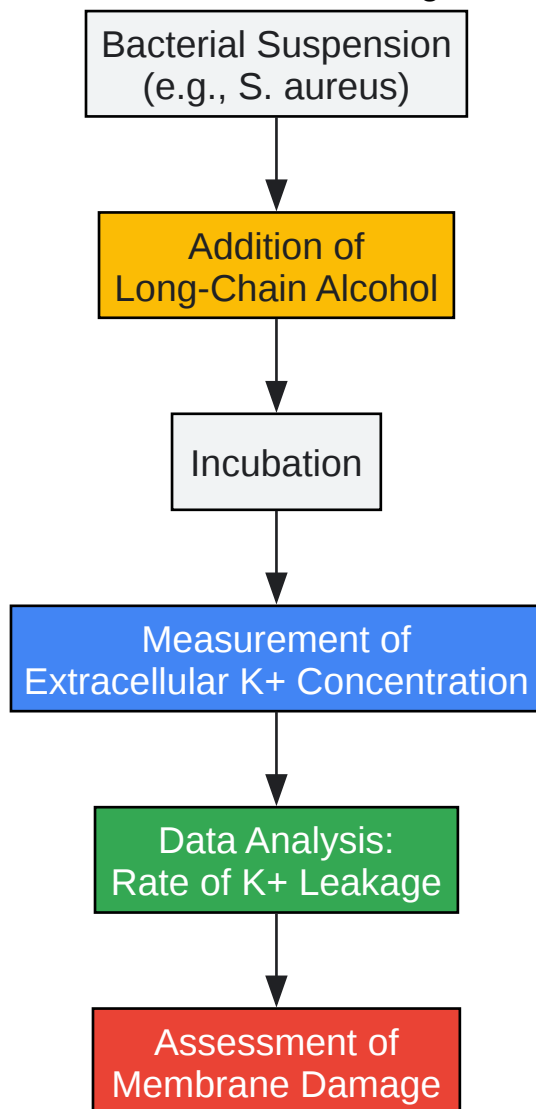 Bacterial Suspension
(e.g., S. aureus)
Addition of
Long-Chain Alcohol
Incubation
Measurement of
Extracellular K+ Concentration
Data Analysis:
Rate of K+ Leakage
Assessment of
Membrane Damage